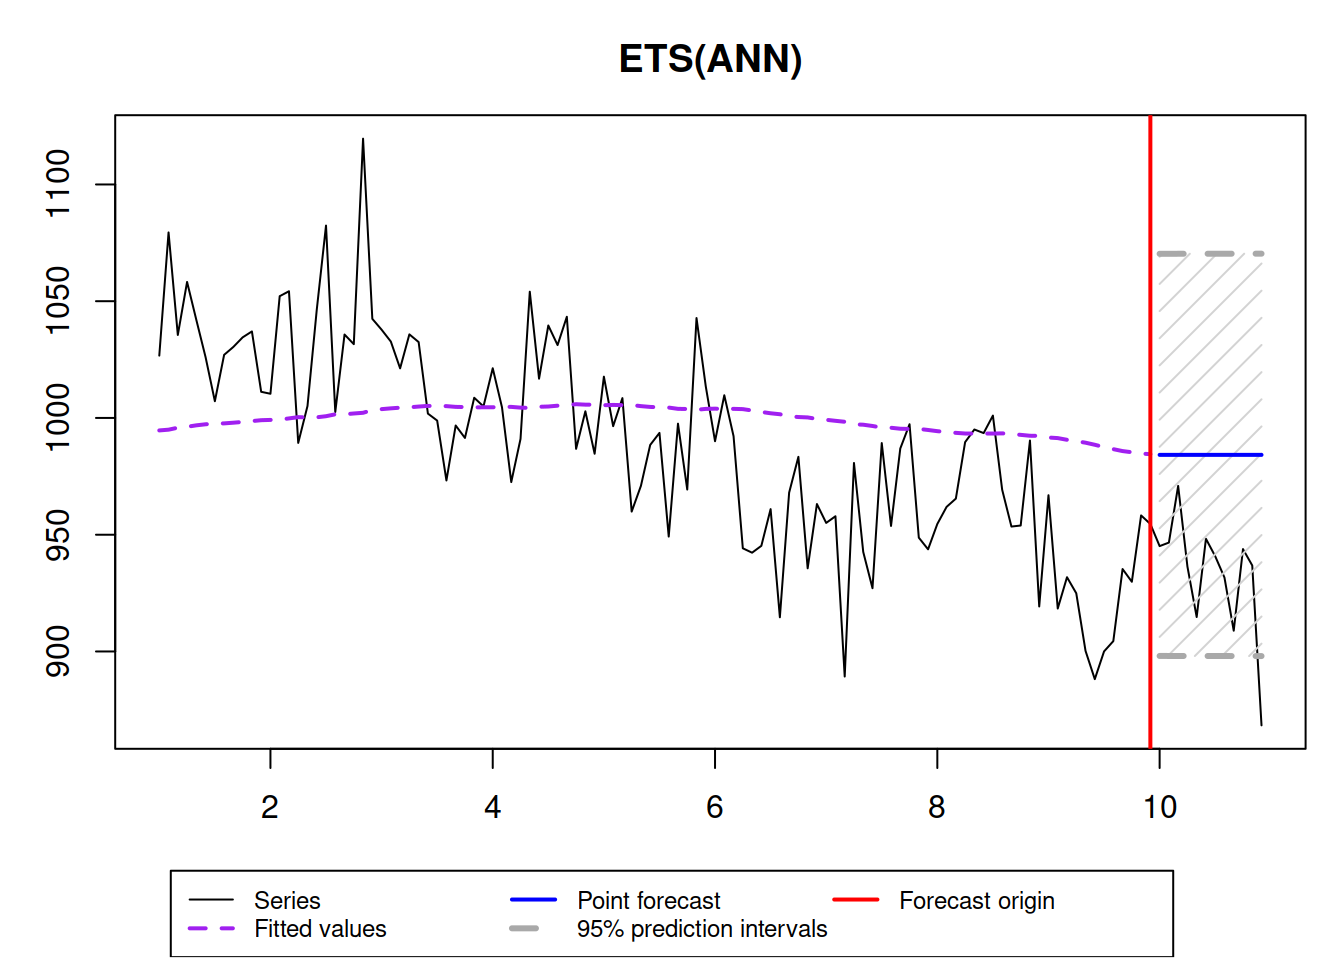 ETS(ANN)
1100
1050
1000
950
900
2 4 6 8 10
Series Point forecast Forecast origin
Fitted values 95% prediction intervals